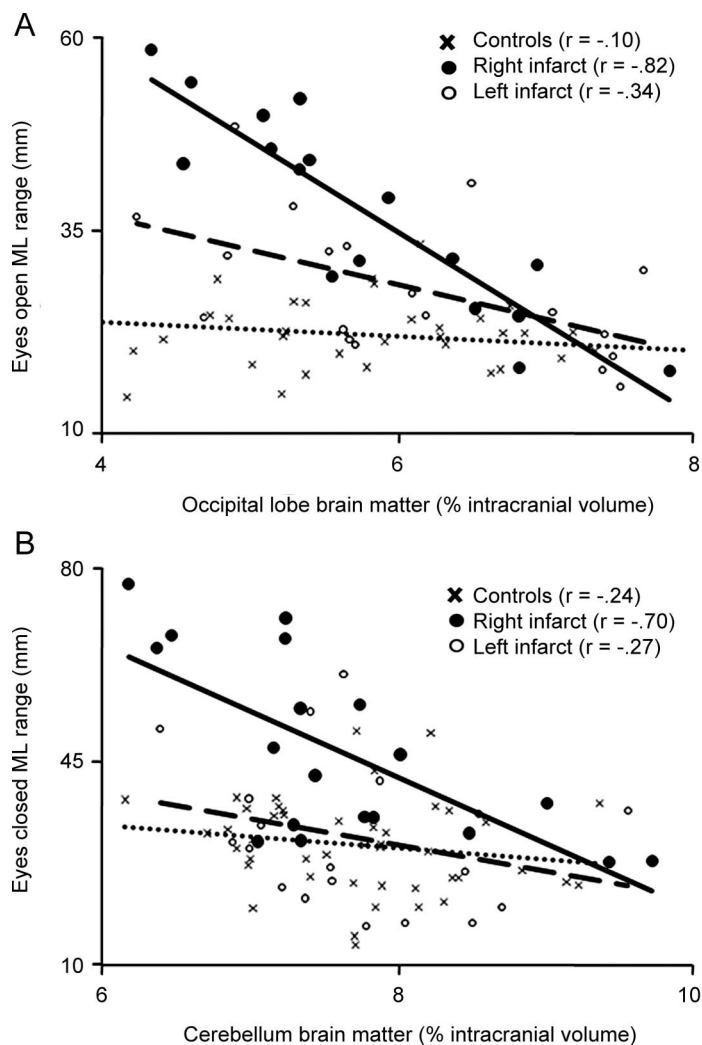 A
60
Controls (r = -.10)
Right infarct (r = -.82)
Left infarct (r = -.34)
Eyes open ML range (mm)
35
10
4
6
8
Occipital lobe brain matter (% intracranial volume)
B
80
Controls (r = -.24)
Right infarct (r = -.70)
Left infarct (r = -.27)
Eyes closed ML range (mm)
45
10
6
8
10
Cerebellum brain matter (% intracranial volume)